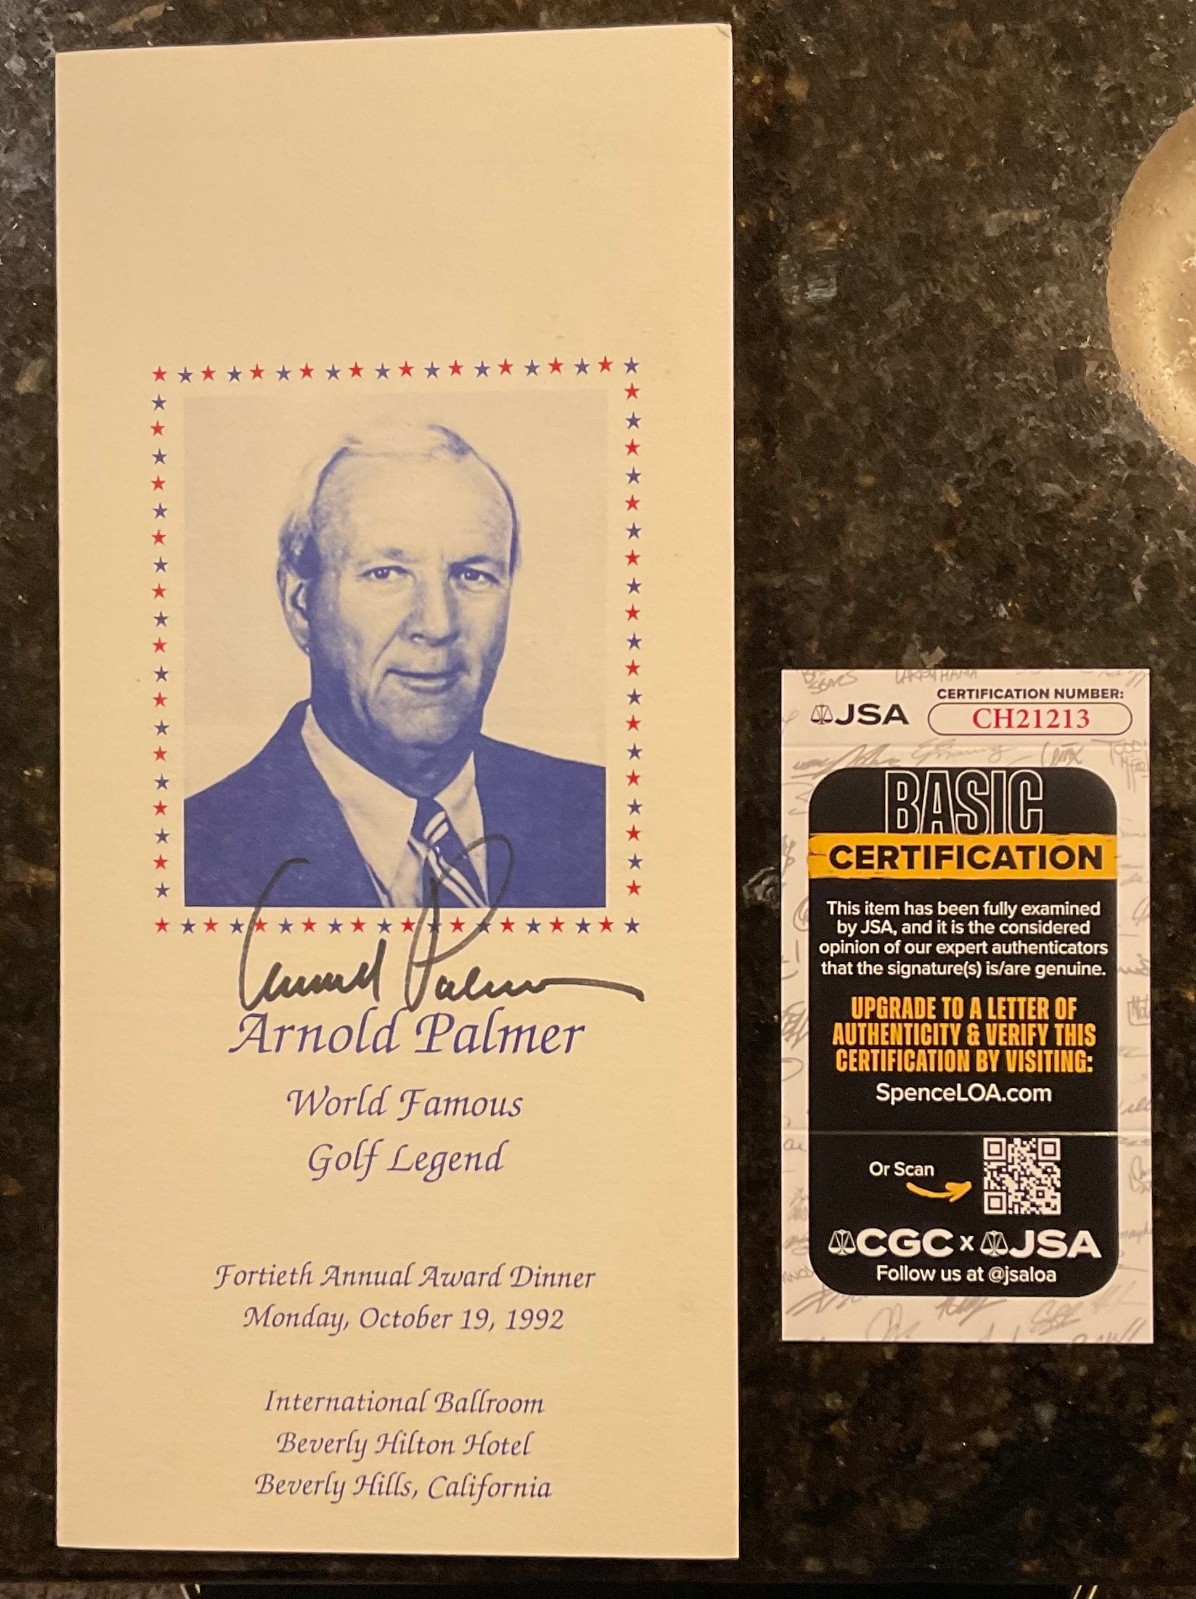 Arnold Palmer
Arnold Palmer
World Famous
Golf Legend
Fortieth Annual Award Dinner
Monday, October 19, 1992
International Ballroom
Beverly Hilton Hotel
Beverly Hills, California
JSA
CERTIFICATION NUMBER:
CH21213
BASIC
CERTIFICATION
This item has been fully examined
by JSA, and it is the considered
opinion of our expert authenticators
that the signature(s) is/are genuine.
UPGRADE TO A LETTER OF
AUTHENTICITY & VERIFY THIS
CERTIFICATION BY VISITING:
SpenceLOA.com
Or Scan
CGC x JSA
Follow us at @jsaloa